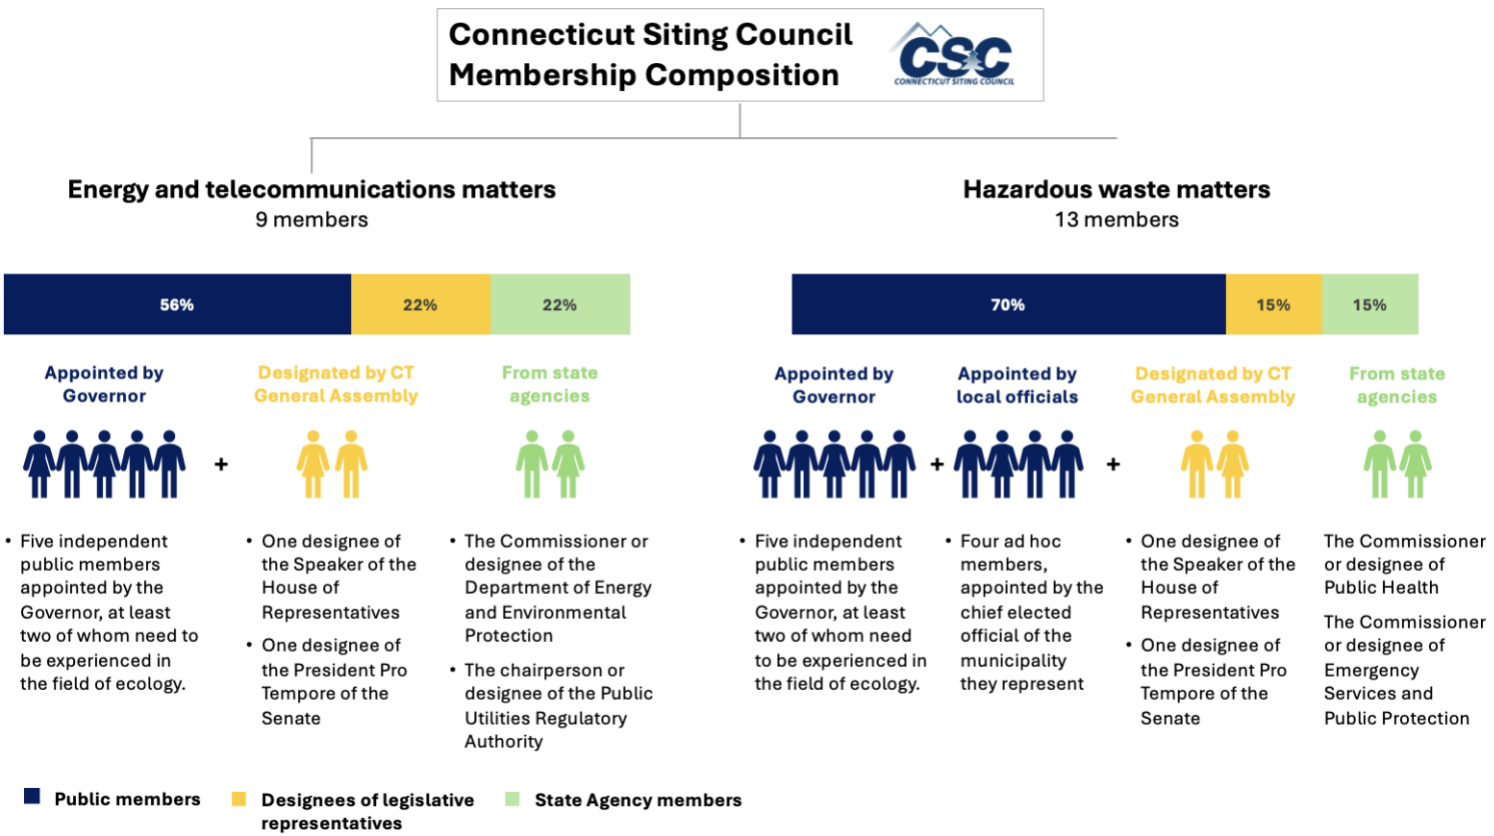 Connecticut Siting Council
Membership Composition
CSC
CONNECTICUT SITING COUNCIL
Energy and telecommunications matters
9 members
56%
22%
22%
Appointed by
Governor
Designated by CT
General Assembly
From state
agencies
+
• Five independent
public members
appointed by the
Governor, at least
two of whom need to
be experienced in
the field of ecology.
• One designee of
the Speaker of the
House of
Representatives
• One designee of
the President Pro
Tempore of the
Senate
• The Commissioner or
designee of the
Department of Energy
and Environmental
Protection
• The chairperson or
designee of the Public
Utilities Regulatory
Authority
Hazardous waste matters
13 members
70%
15%
15%
Appointed by
Governor
Appointed by
local officials
Designated by CT
General Assembly
From state
agencies
+
+
• Five independent
public members
appointed by the
Governor, at least
two of whom need
to be experienced in
the field of ecology.
• Four ad hoc
members,
appointed by the
chief elected
official of the
municipality
they represent
• One designee of
the Speaker of the
House of
Representatives
• One designee of
the President Pro
Tempore of the
Senate
The Commissioner
or designee of
Public Health
The Commissioner
or designee of
Emergency
Services and
Public Protection
Public members
Designees of legislative
representatives
State Agency members